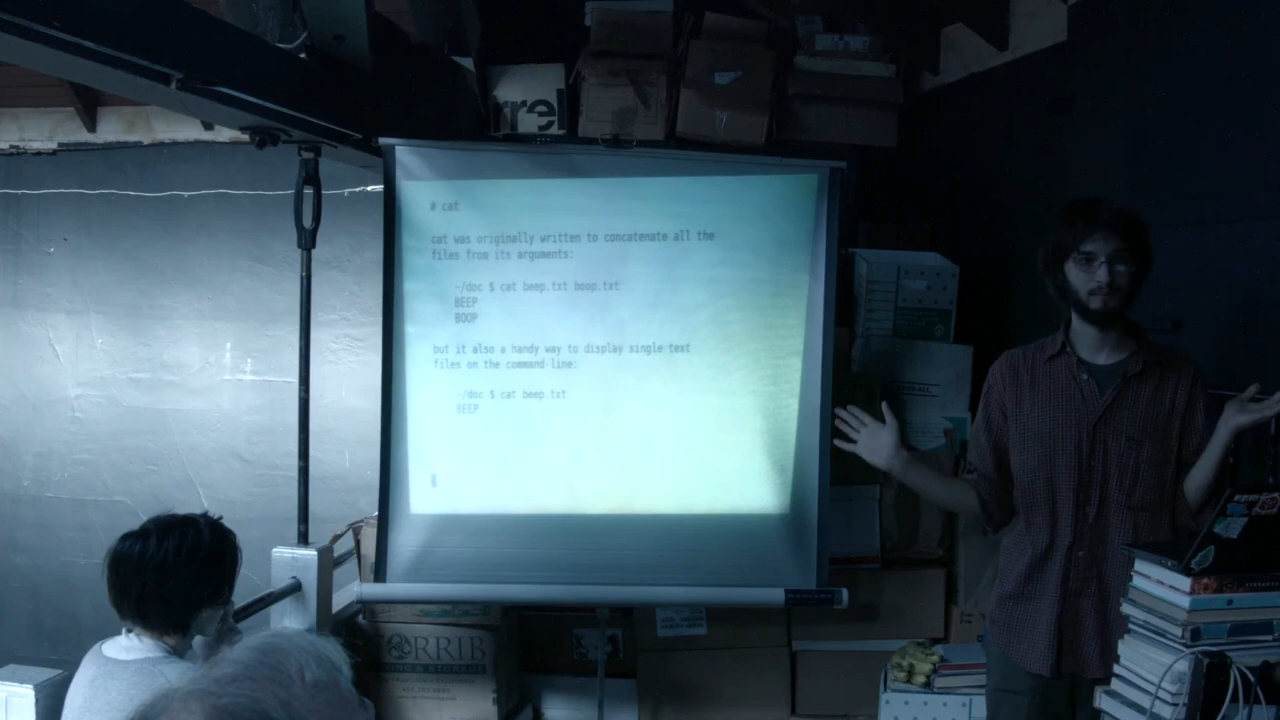 rrel
# cat
cat was originally written to concatenate all the
files from its arguments:
~/doc $ cat beep.txt boop.txt
BEEP
BOOP
but it also a handy way to display single text
files on the command-line:
~/doc $ cat beep.txt
BEEP
ORRIB